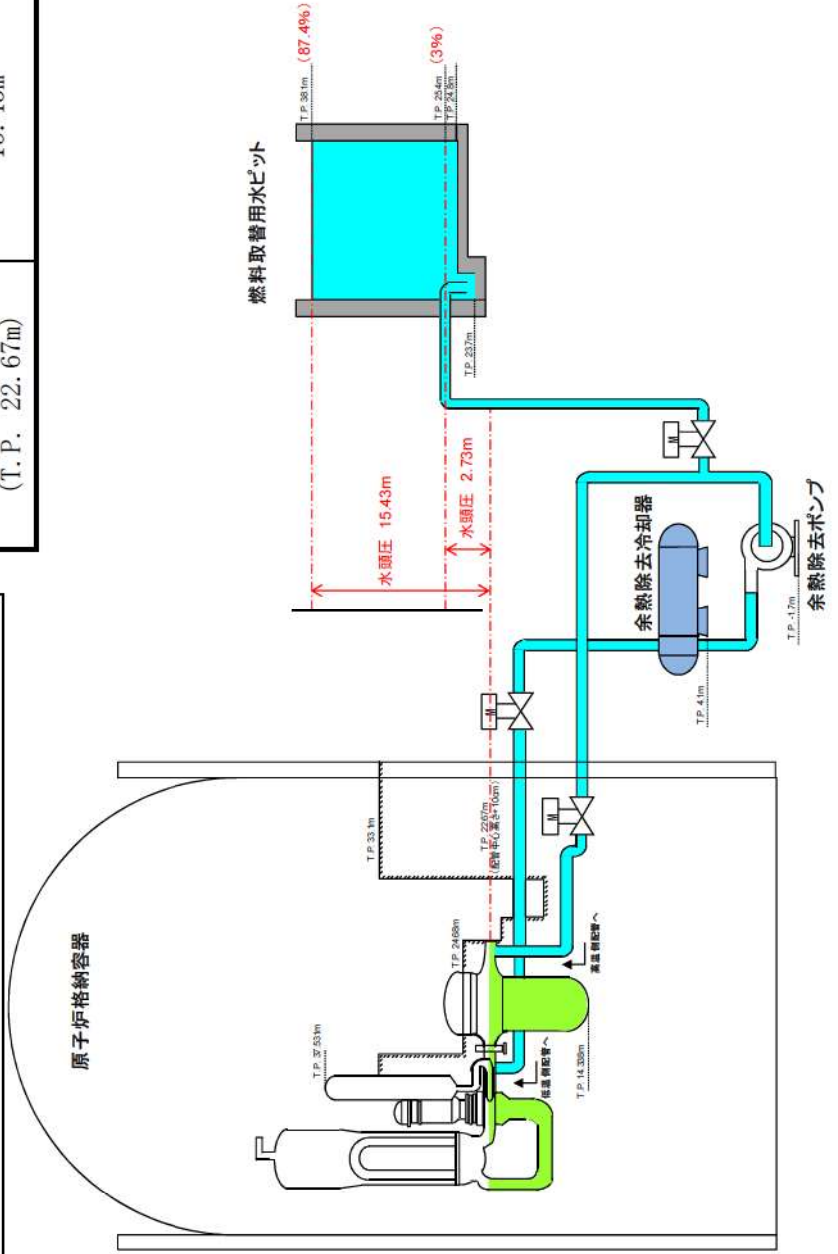 (T.P. 22.67m)
原子炉格納容器
燃料取替用水ピット
T.P. 38.1m (87.4%)
T.P. 25.4m (3%)
T.P. 24.8m
T.P. 23.7m
水頭圧 15.43m
水頭圧 2.73m
T.P. 37.531m
T.P. 33.1m
T.P. 24.68m
T.P. 22.67m
(配管中心高さ+10cm)
M
M
M
余熱除去冷却器
T.P. 4.1m
T.P. -1.7m
余熱除去ポンプ
高温側配管へ
低温側配管へ
T.P. 14.338m